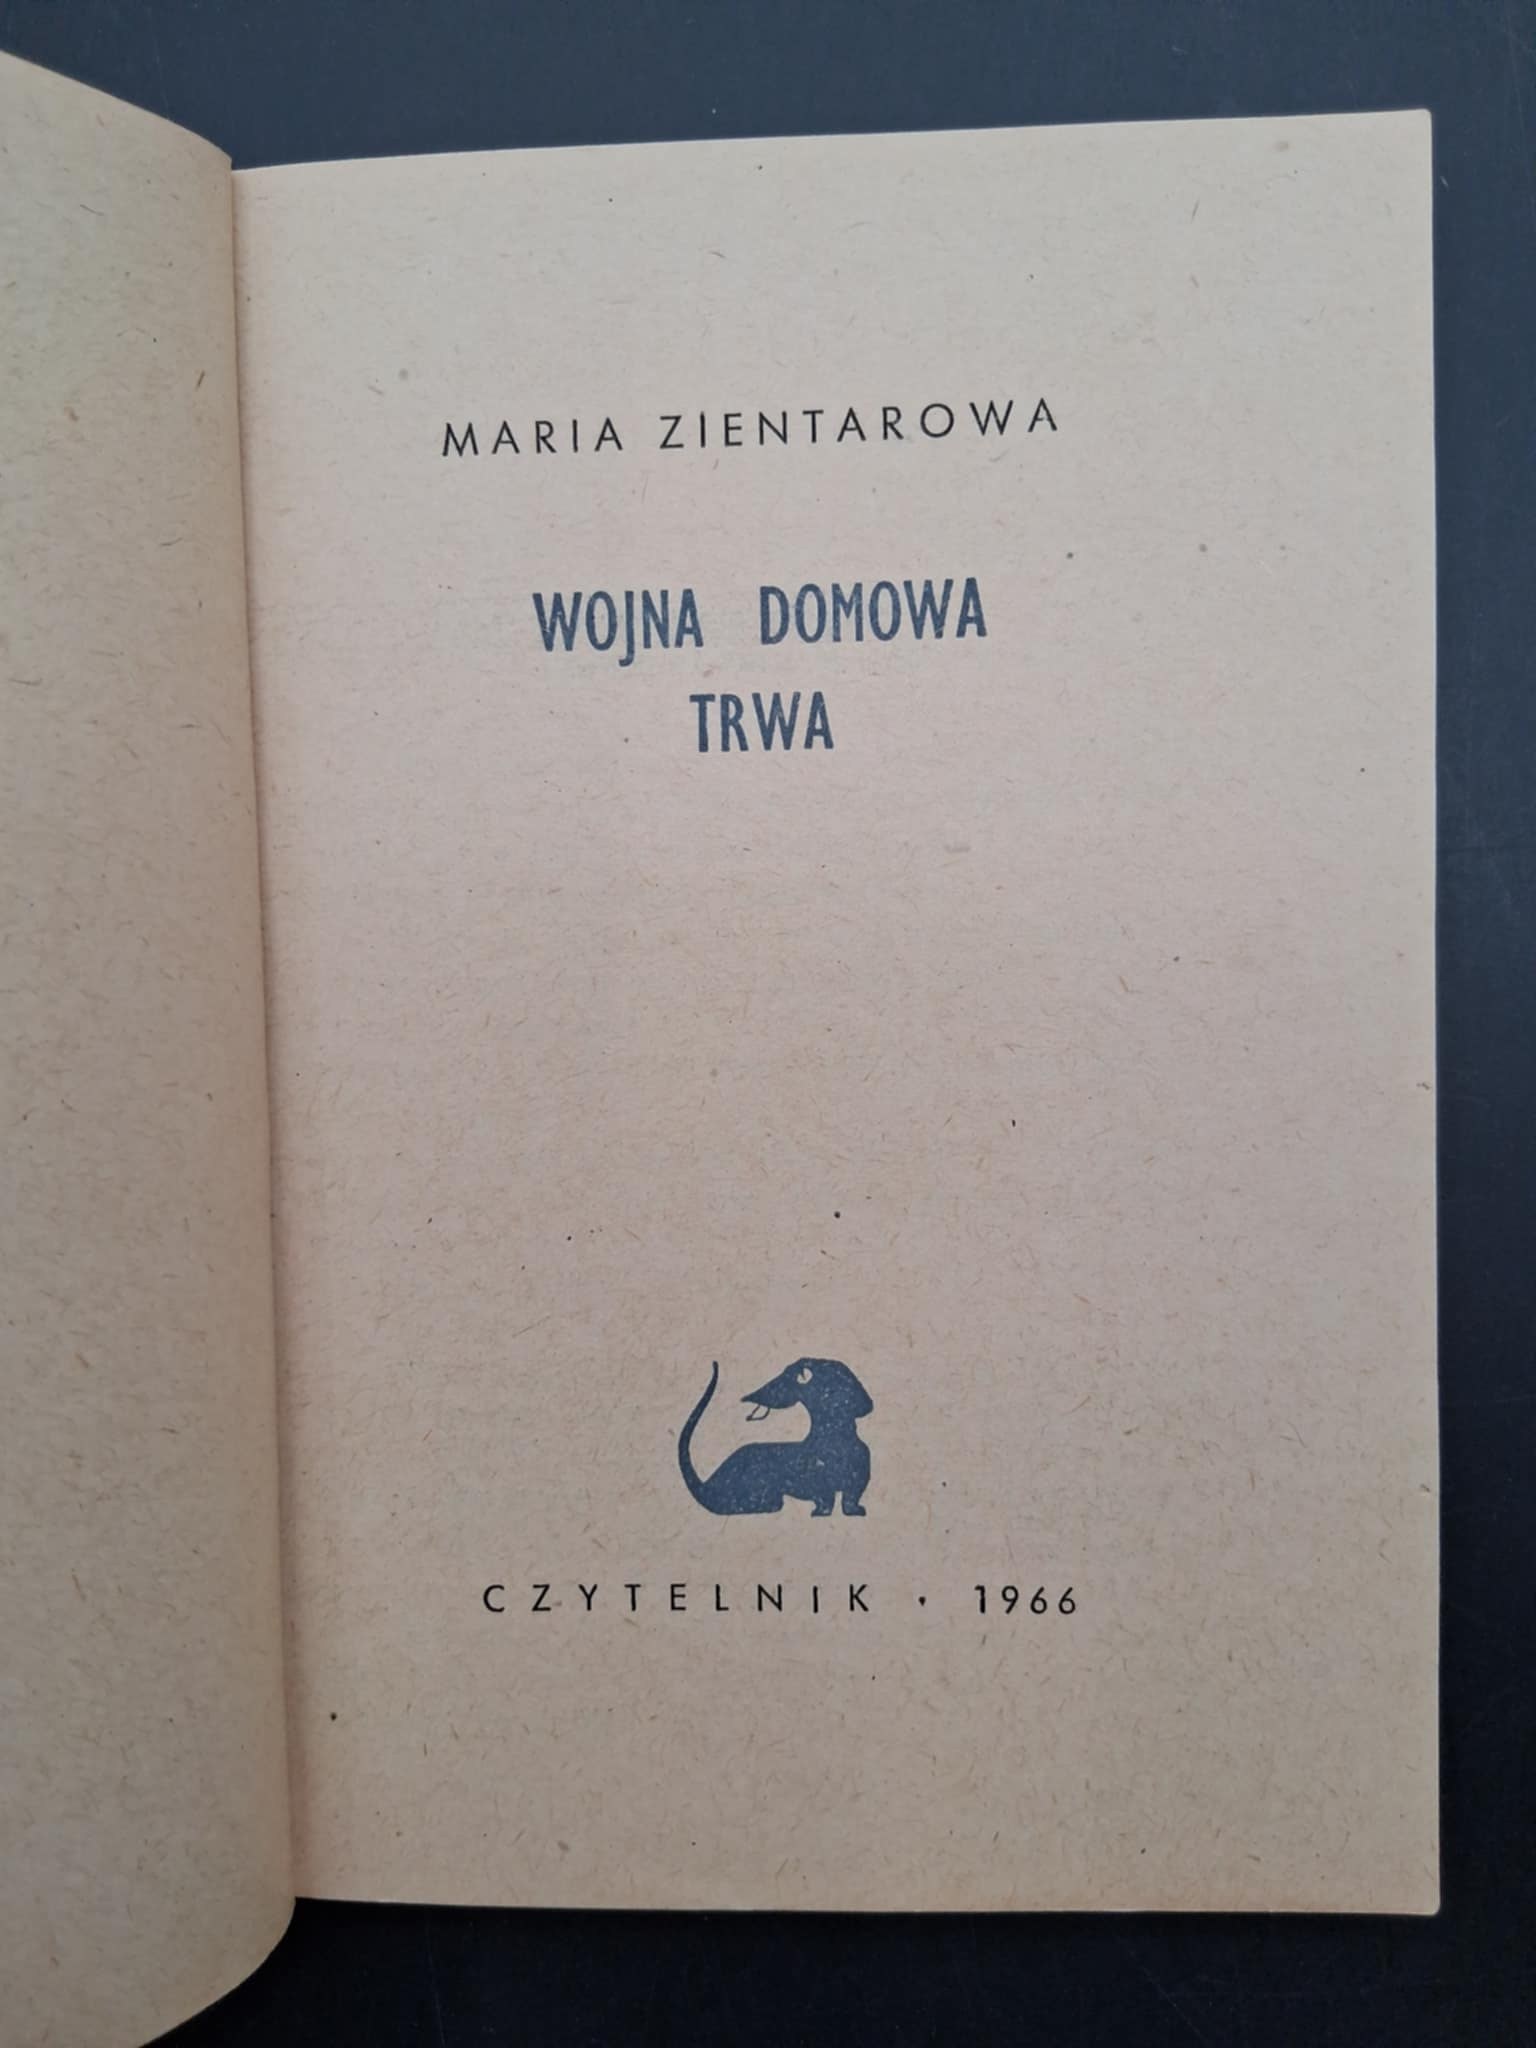 MARIA ZIENTAROWA
WOJNA DOMOWA
TRWA
CZYTELNIK · 1966